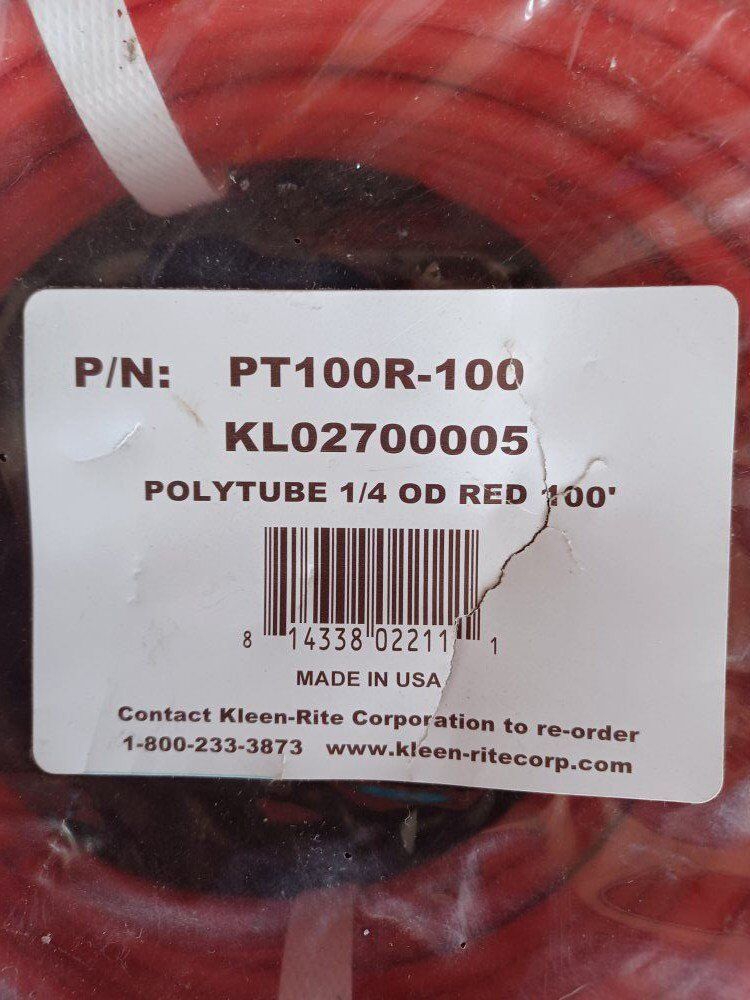 P/N: PT100R-100
KL02700005
POLYTUBE 1/4 OD RED 100'
8 14338 02211 1
MADE IN USA
Contact Kleen-Rite Corporation to re-order
1-800-233-3873 www.kleen-ritecorp.com